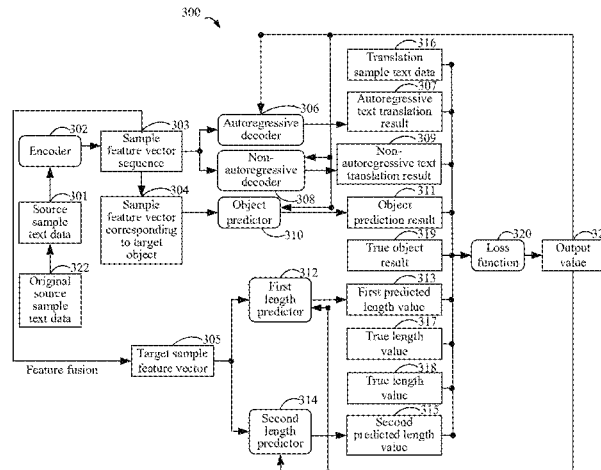 300
316
Translation
sample text data
307
Autoregressive
text translation
result
306
Autoregressive
decoder
302
Encoder
303
Sample
feature vector
sequence
309
Non-
autoregressive text
translation result
Non-
autoregressive
decoder
308
304
Sample
feature vector
corresponding
to target
object
301
Source
sample
text data
Object
predictor
310
311
Object
prediction result
319
True object
result
320
Loss
function
Output
value
322
Original
source
sample
text data
312
First
length
predictor
313
First predicted
length value
317
True length
value
305
Target sample
feature vector
Feature fusion
318
True length
value
314
Second
length
predictor
315
Second
predicted length
value